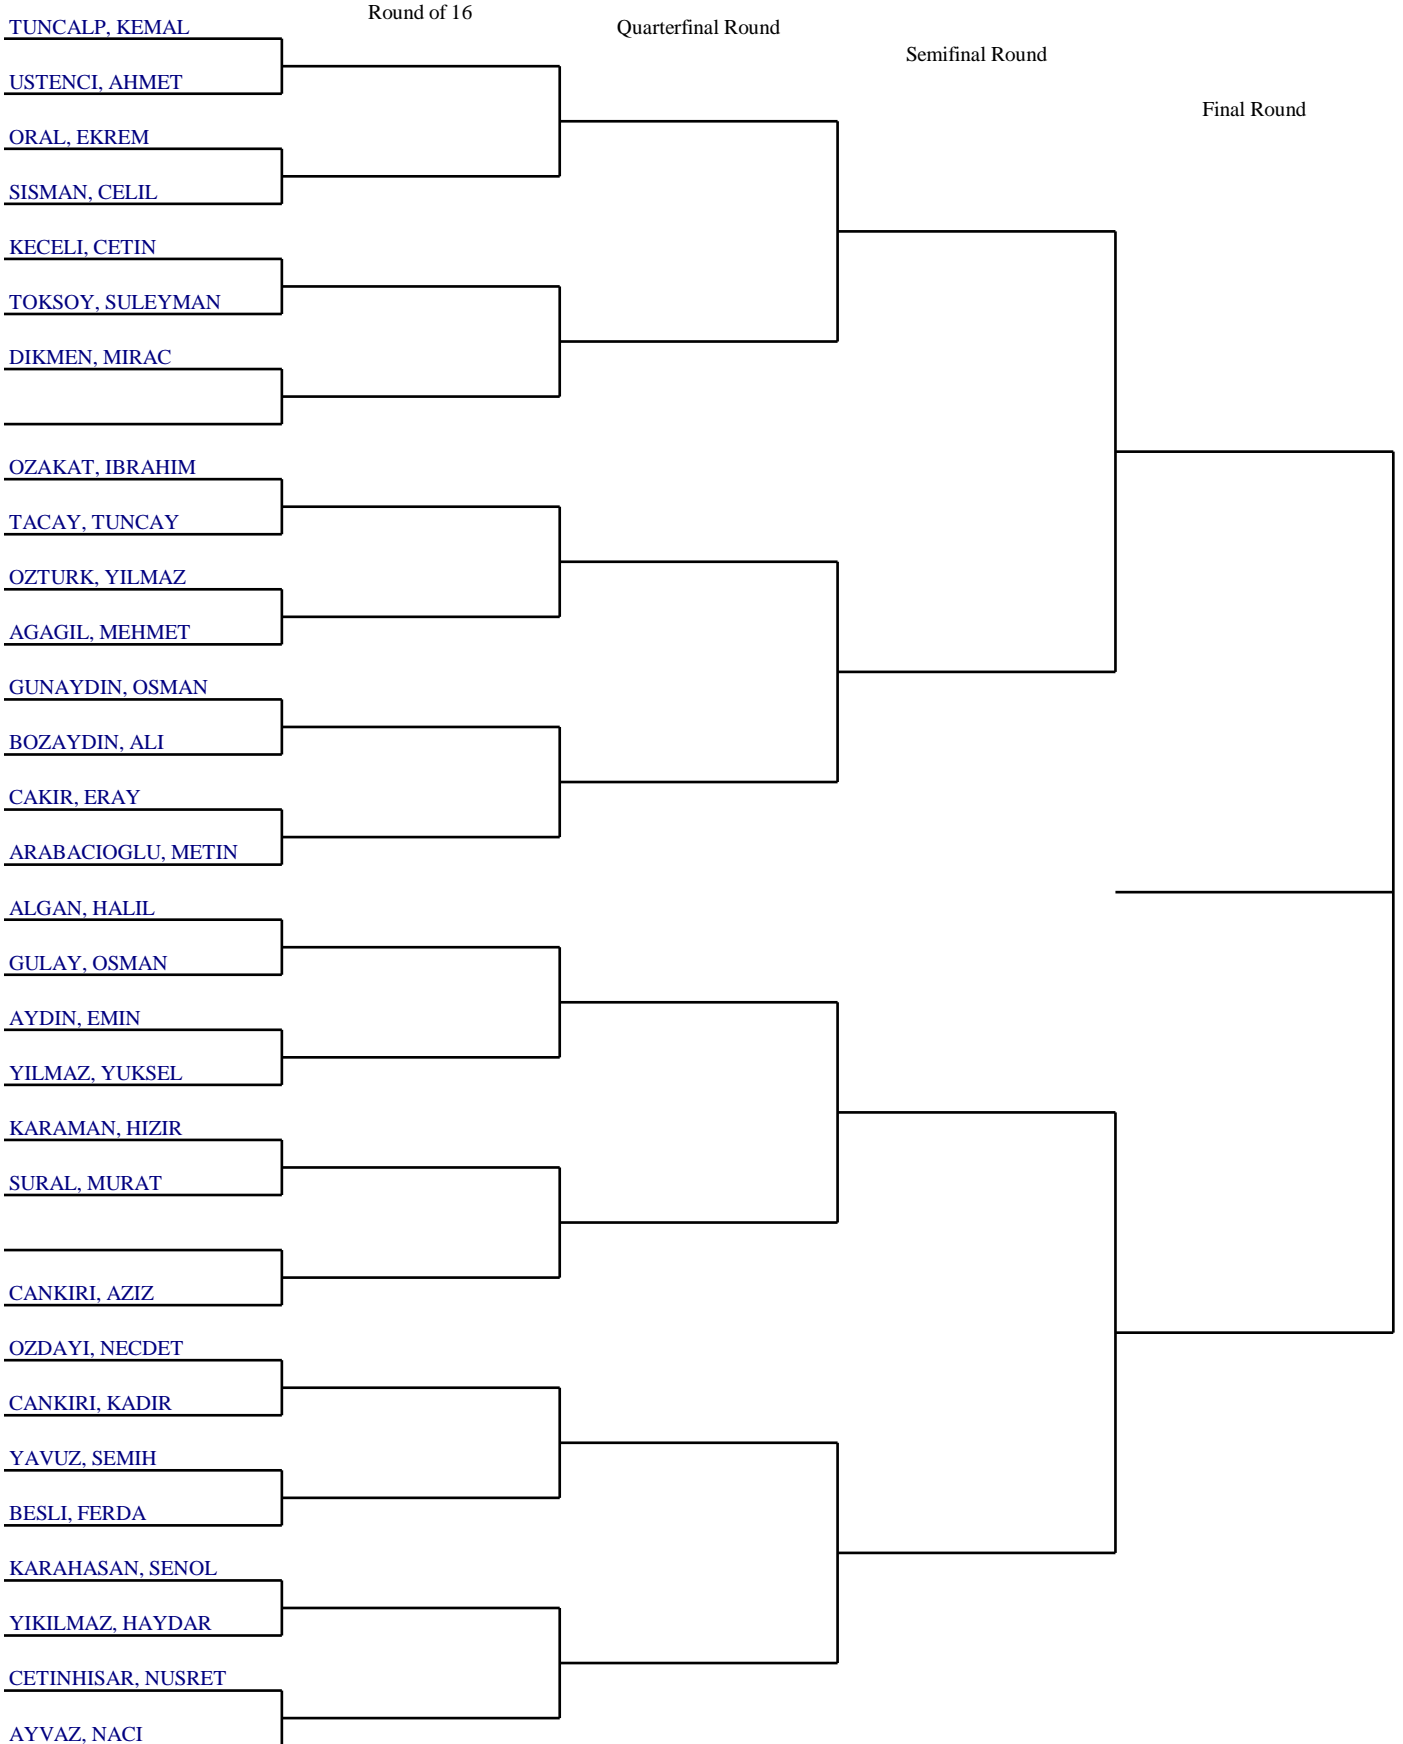 Round of 16
Quarterfinal Round
Semifinal Round
Final Round
TUNCALP, KEMAL
USTENCI, AHMET
ORAL, EKREM
SISMAN, CELIL
KECELI, CETIN
TOKSOY, SULEYMAN
DIKMEN, MIRAC
OZAKAT, IBRAHIM
TACAY, TUNCAY
OZTURK, YILMAZ
AGAGIL, MEHMET
GUNAYDIN, OSMAN
BOZAYDIN, ALI
CAKIR, ERAY
ARABACIOGLU, METIN
ALGAN, HALIL
GULAY, OSMAN
AYDIN, EMIN
YILMAZ, YUKSEL
KARAMAN, HIZIR
SURAL, MURAT
CANKIRI, AZIZ
OZDAYI, NECDET
CANKIRI, KADIR
YAVUZ, SEMIH
BESLI, FERDA
KARAHASAN, SENOL
YIKILMAZ, HAYDAR
CETINHISAR, NUSRET
AYVAZ, NACI